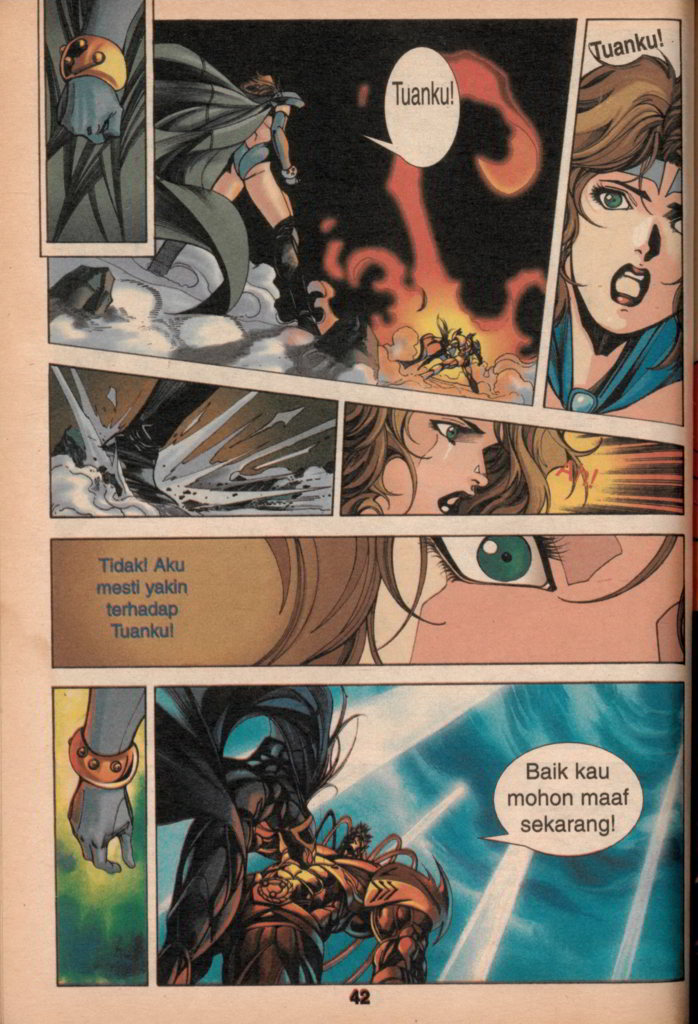 Tuanku!
Tuanku!
Tidak! Aku
mesti yakin
terhadap
Tuanku!
Baik kau
mohon maaf
sekarang!
42